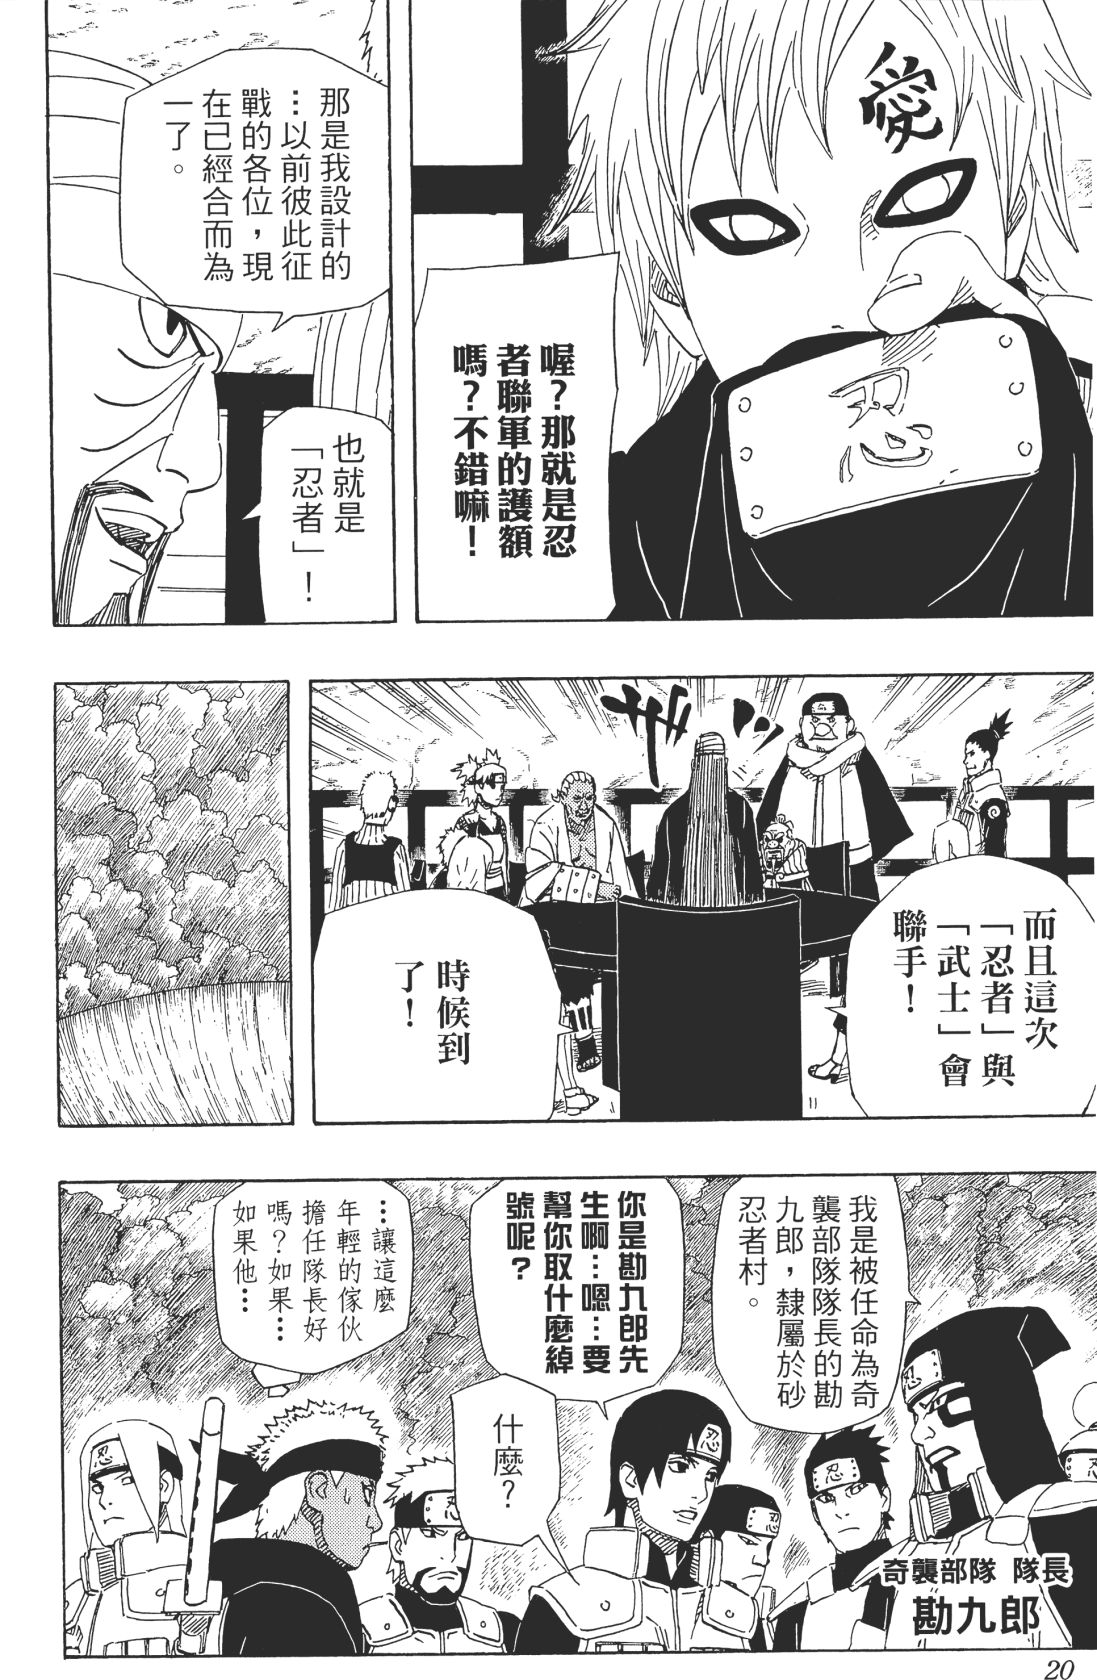 愛
忍
喔？那就是忍
者聯軍的護額
嗎？不錯嘛！
那是我設計的
…以前彼此征
戰的各位，現
在已經合而為
一了。
也就是
「忍者」！
而且這次
「忍者」與
「武士」會
聯手！
時候到
了！
我是被任命為奇
襲部隊隊長的勘
九郎，隸屬於砂
忍者村。
你是勘九郎先
生啊…嗯…要
幫你取什麼綽
號呢？
什麼？
…讓這麼
年輕的傢伙
擔任隊長好
嗎？如果…
如果他…
忍
忍
忍
忍
忍
奇襲部隊 隊長
勘九郎
20